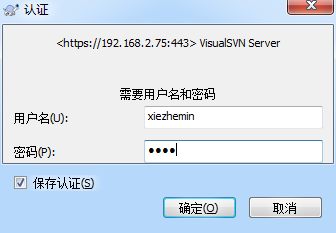 认证
<https://192.168.2.75:443> VisualSVN Server
需要用户名和密码
用户名(U): xiezhemin
密码(P): ●●●●
保存认证(S)
确定(O) 取消